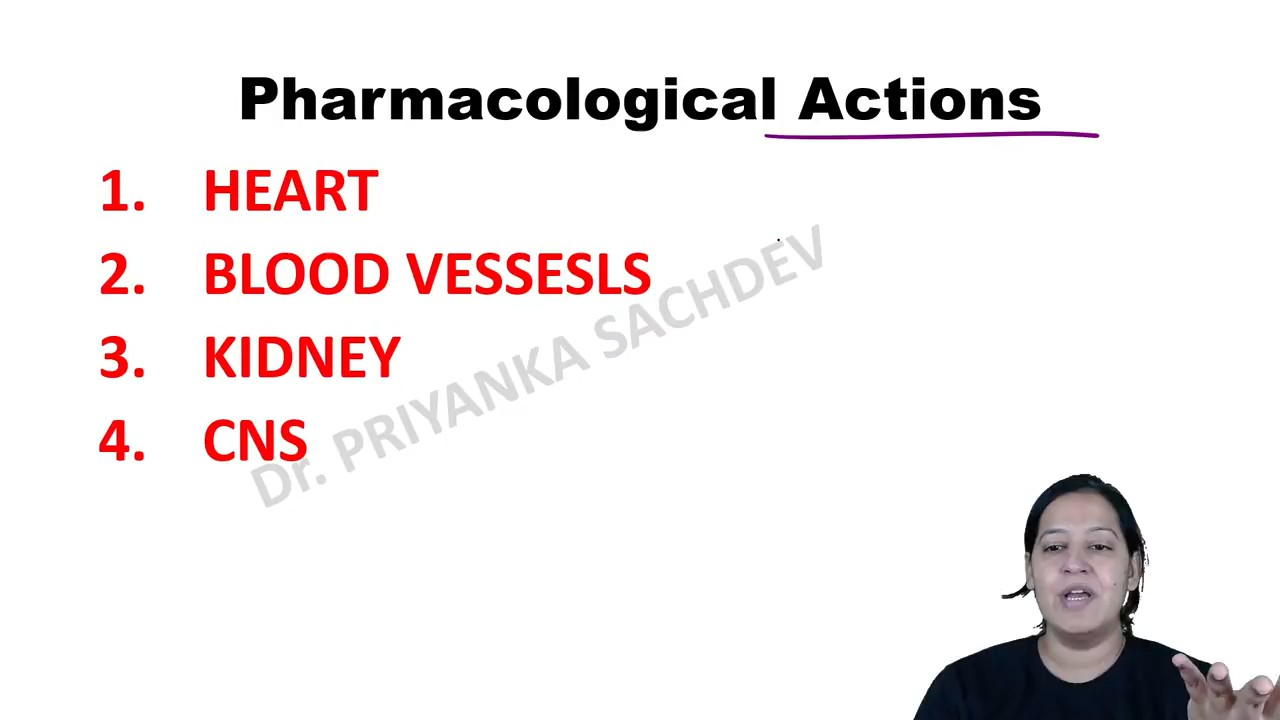 Pharmacological Actions
1. HEART
2. BLOOD VESSESLS
3. KIDNEY
4. CNS
Dr. PRIYANKA SACHDEV